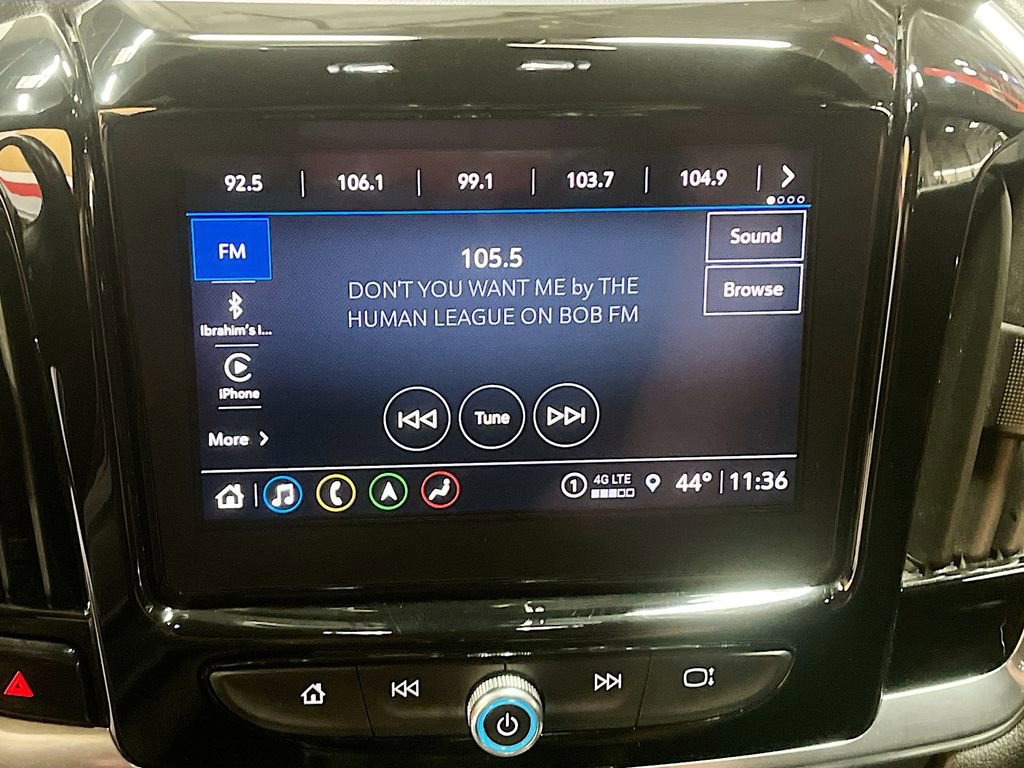 92.5 106.1 99.1 103.7 104.9
FM
105.5
DON'T YOU WANT ME by THE
HUMAN LEAGUE ON BOB FM
Sound
Browse
Ibrahim's I...
iPhone
More
Tune
1 4G LTE 44° 11:36